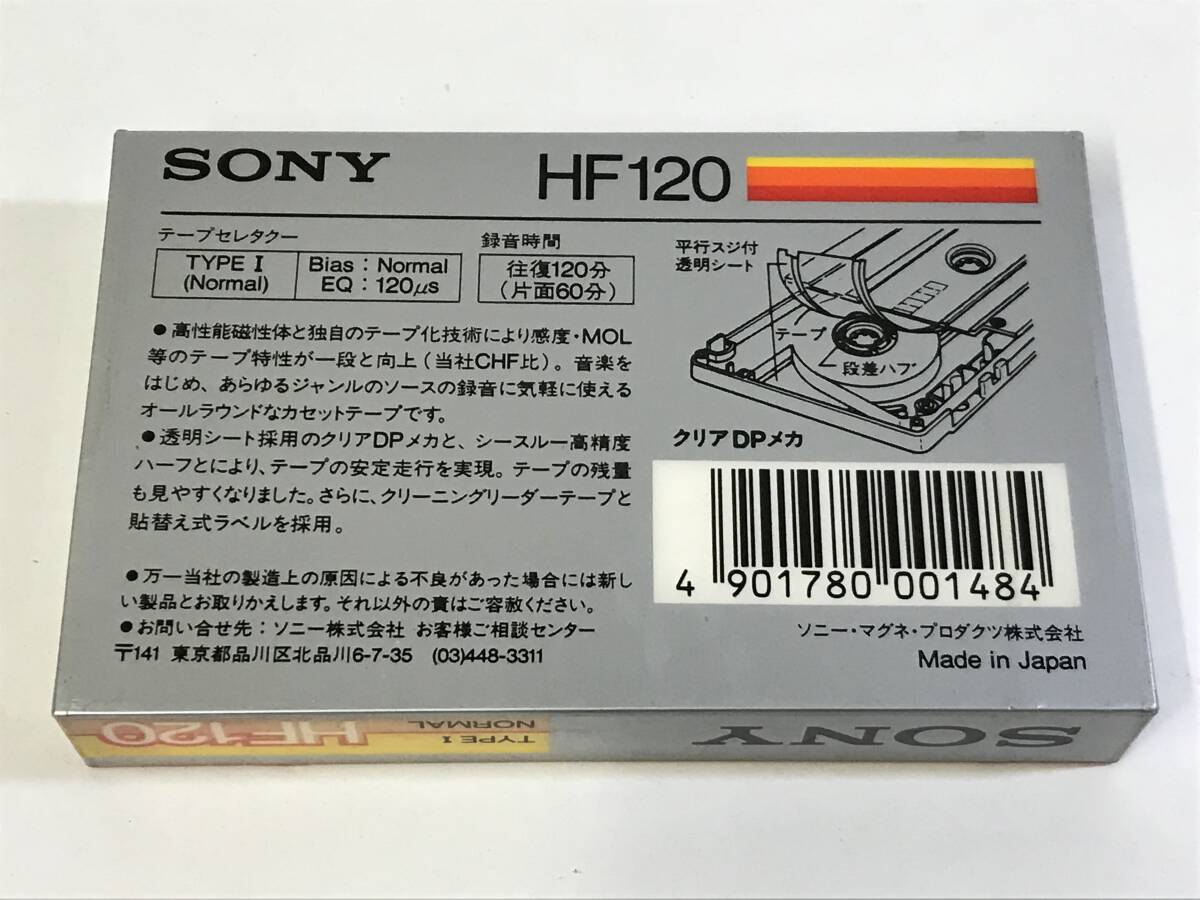 SONY
HF120
テープセレクター
TYPE I
(Normal)
Bias : Normal
EQ : 120μs
録音時間
往復120分
(片面60分)
平行スジ付
透明シート
テープ
段差ハブ
クリアDPメカ
●高性能磁性体と独自のテープ化技術により感度・MOL
等のテープ特性が一段と向上(当社CHF比)。音楽を
はじめ、あらゆるジャンルのソースの録音に気軽に使える
オールラウンドなカセットテープです。
●透明シート採用のクリアDPメカと、シースルー高精度
ハーフとにより、テープの安定走行を実現。テープの残量
も見やすくなりました。さらに、クリーニングリーダーテープと
貼替え式ラベルを採用。
●万一当社の製造上の原因による不良があった場合には新し
い製品とお取りかえします。それ以外の責はご容赦ください。
●お問い合せ先:ソニー株式会社 お客様ご相談センター
〒141 東京都品川区北品川6-7-35 (03)448-3311
4 901780 001484
ソニー・マグネ・プロダクツ株式会社
Made in Japan
SONY
TYPE I
NORMAL
HF120